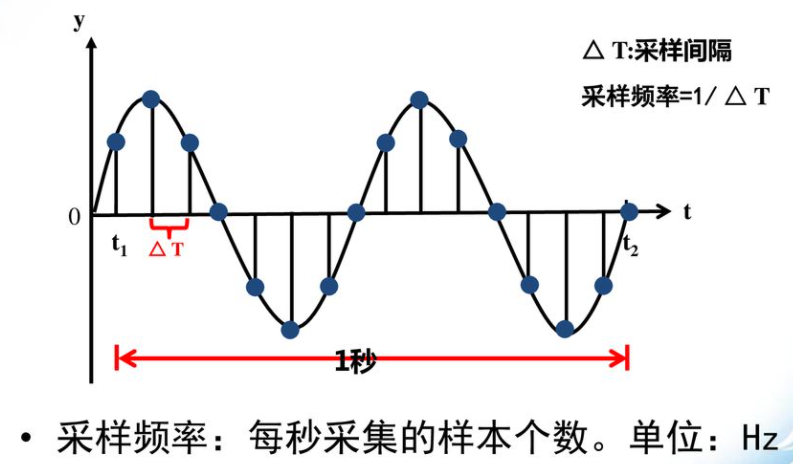 y
△ T:采样间隔
采样频率=1/ △ T
0
t
t₁
△ T
t₂
1秒
• 采样频率：每秒采集的样本个数。单位：Hz